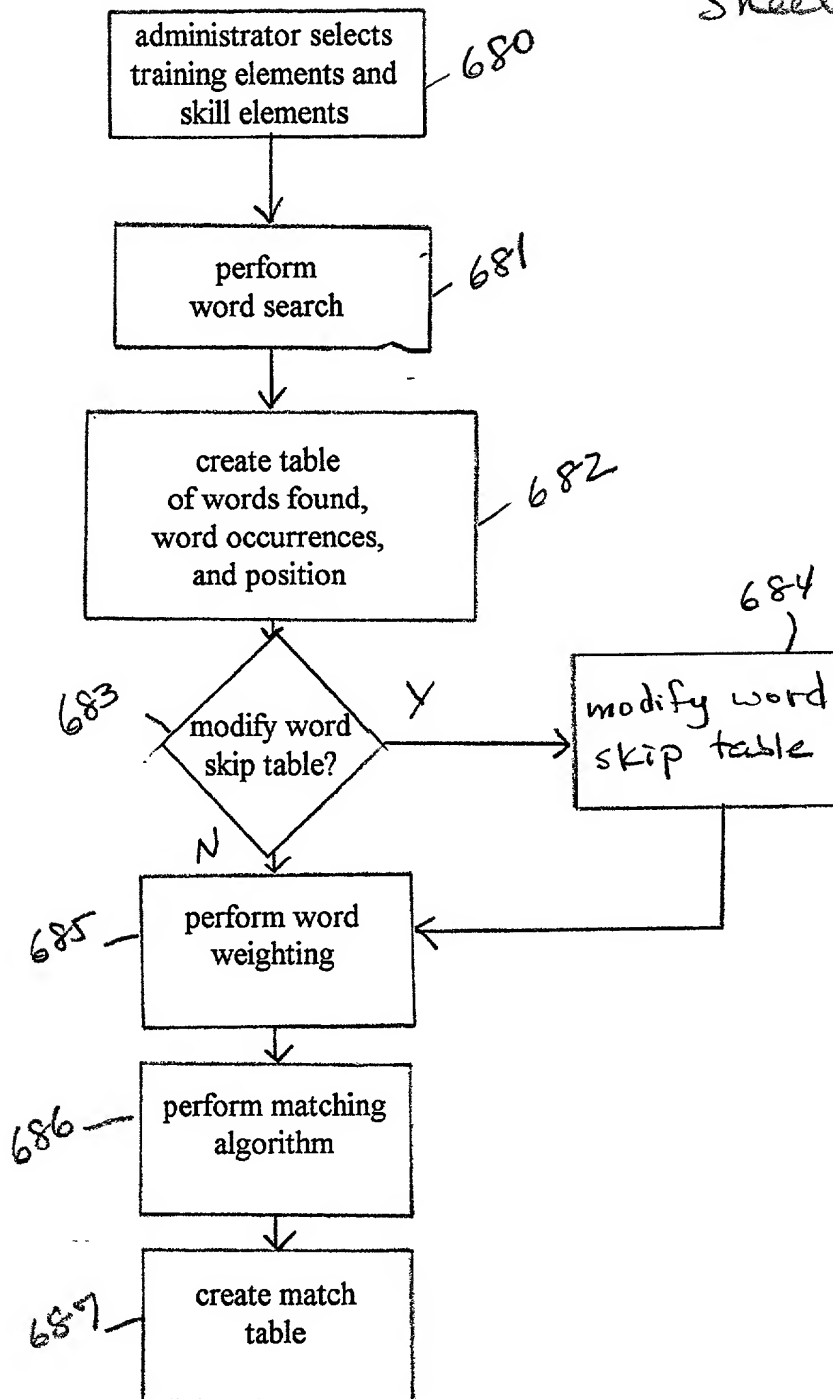 administrator selects
training elements and
skill elements
680
perform
word search
681
create table
of words found,
word occurrences,
and position
682
683
modify word
skip table?
Y
684
modify word
skip table
N
685
perform word
weighting
686
perform matching
algorithm
687
create match
table